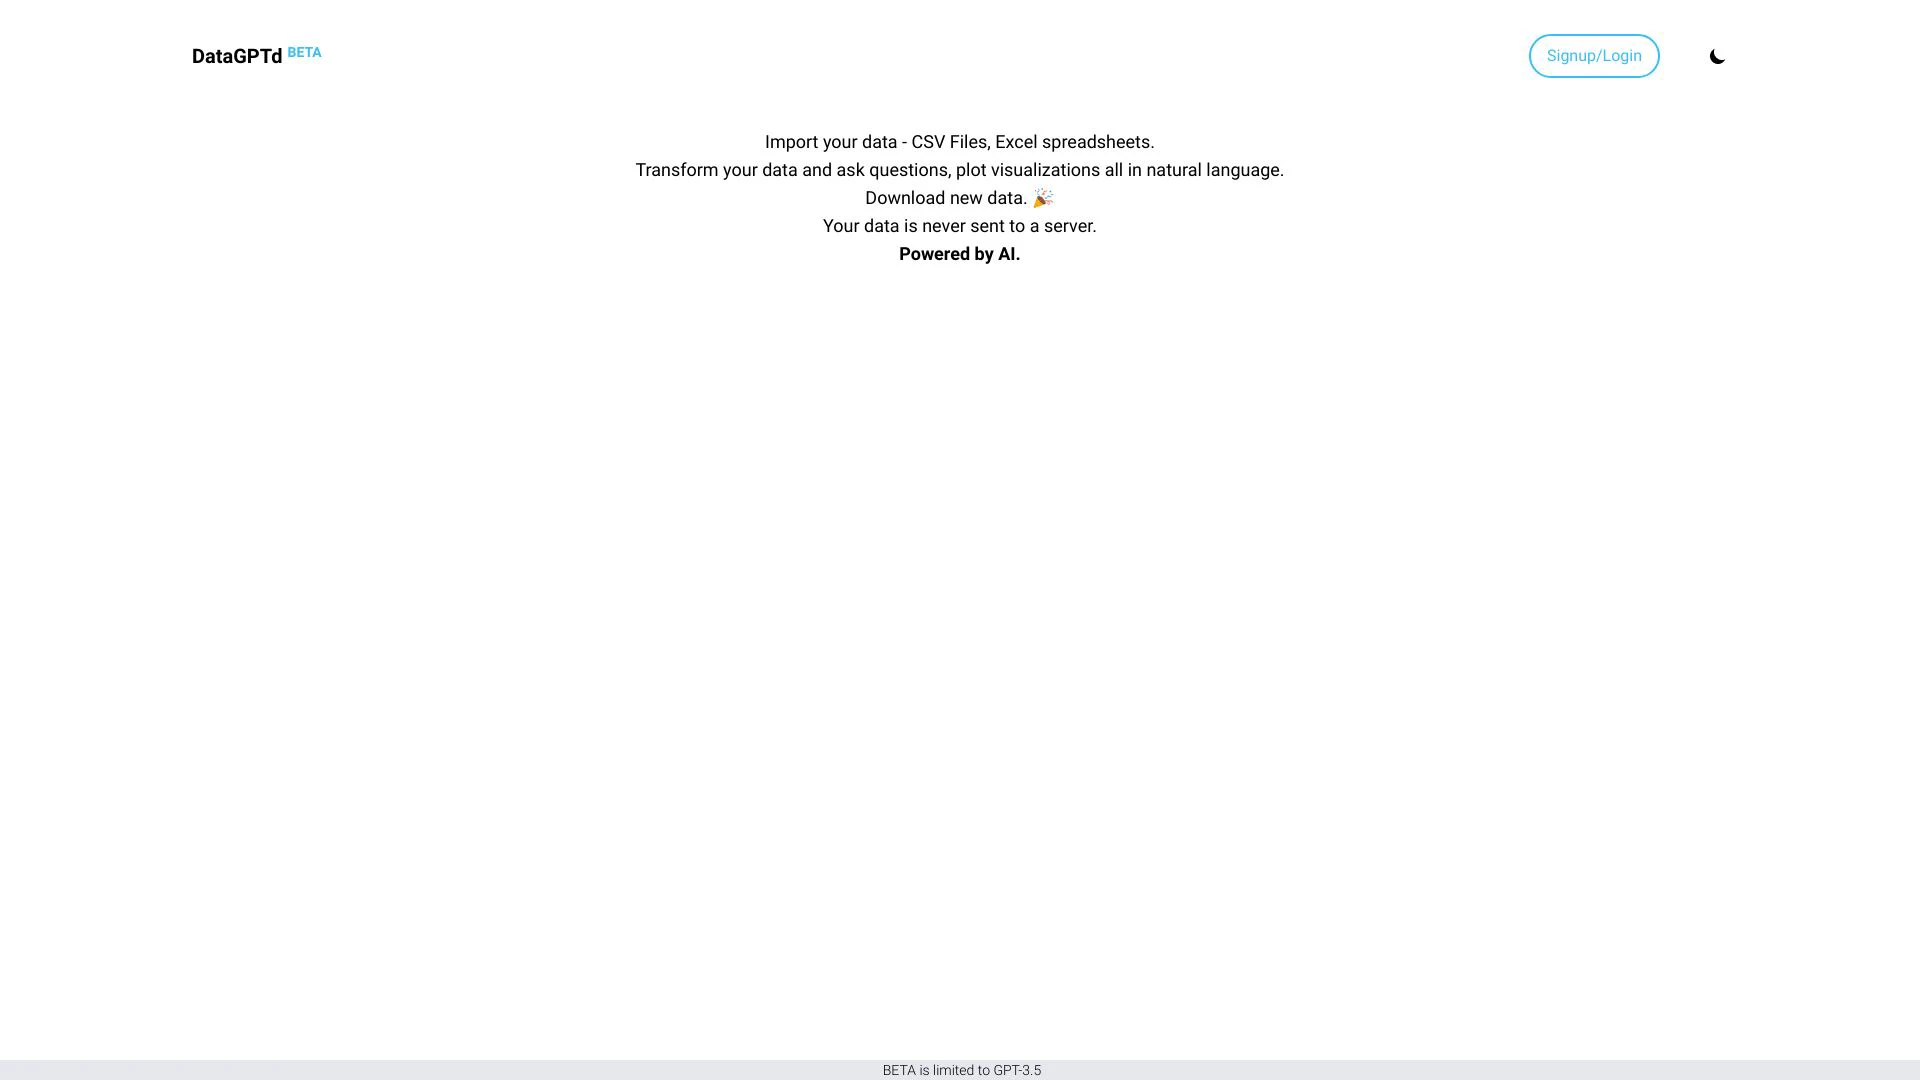 DataGPTd BETA
Signup/Login
Import your data - CSV Files, Excel spreadsheets.
Transform your data and ask questions, plot visualizations all in natural language.
Download new data. 🎉
Your data is never sent to a server.
Powered by AI.
BETA is limited to GPT-3.5